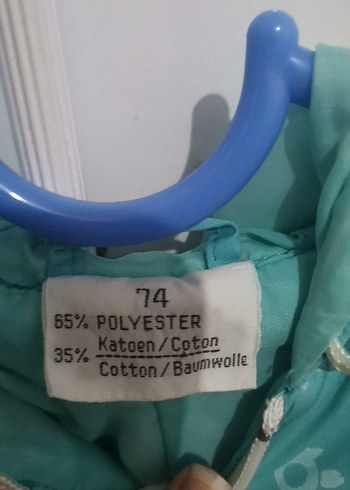 74
65% POLYESTER
35% Katoen/Coton
Cotton/Baumwolle